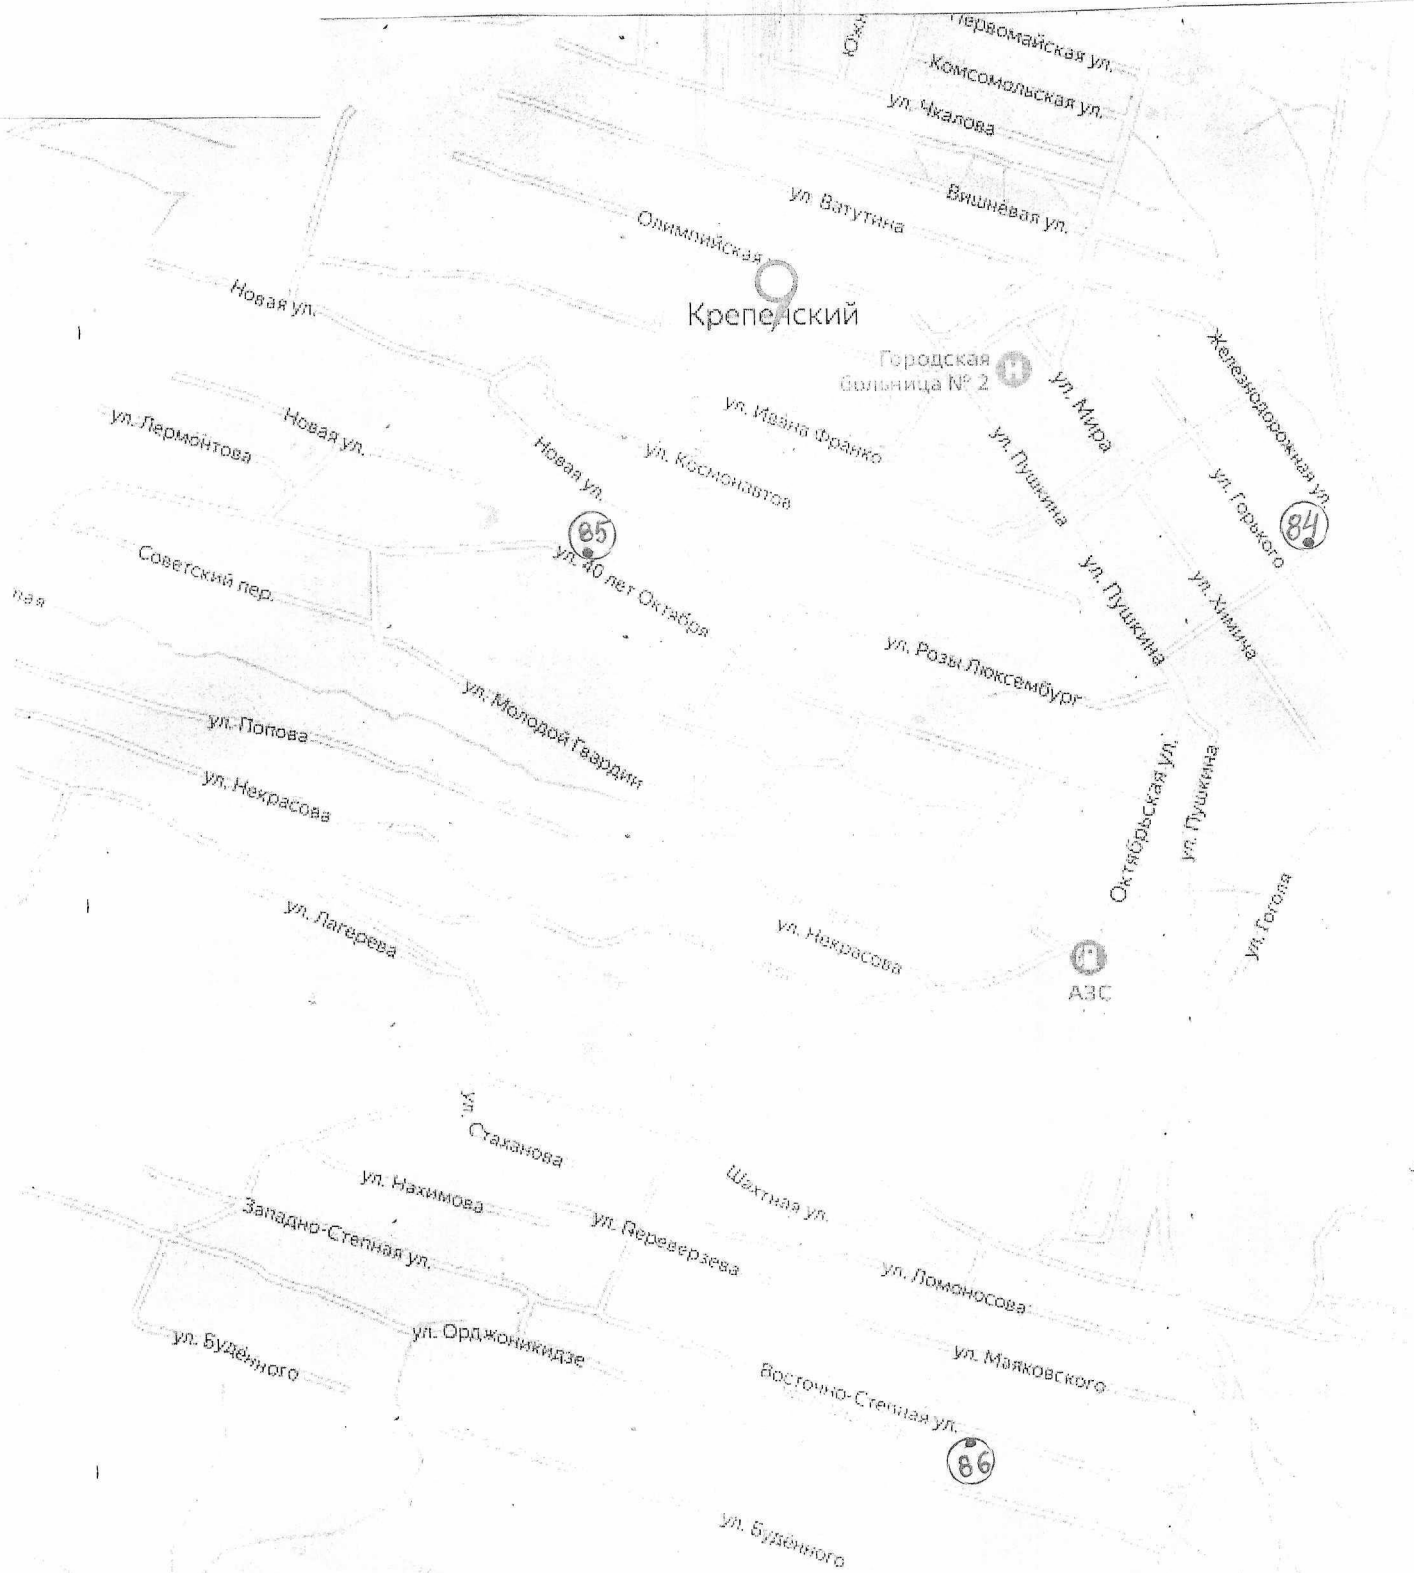 Первомайская ул.
Комсомольская ул.
ул. Чкалова
Вишнёвая ул.
ул. Ватутина
Олимпийская
Крепенский
Городская
больница № 2
Новая ул.
Железнодорожная ул.
ул. Мира
ул. Ивана Франко
ул. Пушкина
ул. Лермонтова
Новая ул.
Новая ул.
ул. Космонавтов
ул. Горького
84
85
ул. 40 лет Октября
Советский пер.
ная
ул. Пушкина
ул. Химича
ул. Розы Люксембург
ул. Молодой Гвардии
ул. Попова
ул. Некрасова
Октябрьская ул.
ул. Пушкина
ул. Гоголя
ул. Лагерева
ул. Некрасова
АЗС
ул.
Стаханова
ул. Нахимова
Шахтная ул.
Западно-Степная ул.
ул. Переверзева
ул. Ломоносова
ул. Будённого
ул. Орджоникидзе
ул. Маяковского
Восточно-Степная ул.
86
ул. Будённого